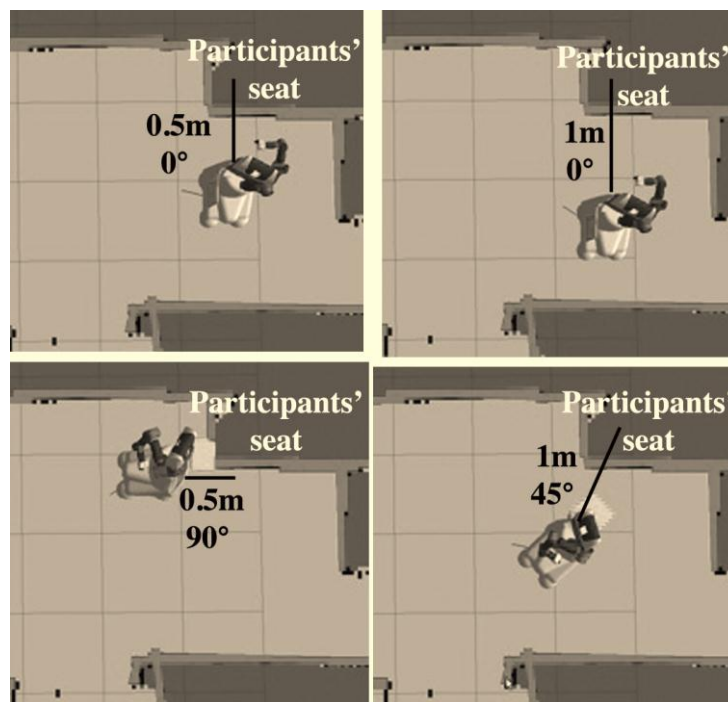 Participants’
seat
0.5m
0°
Participants’
seat
1m
0°
Participants’
seat
0.5m
90°
Participants’
seat
1m
45°